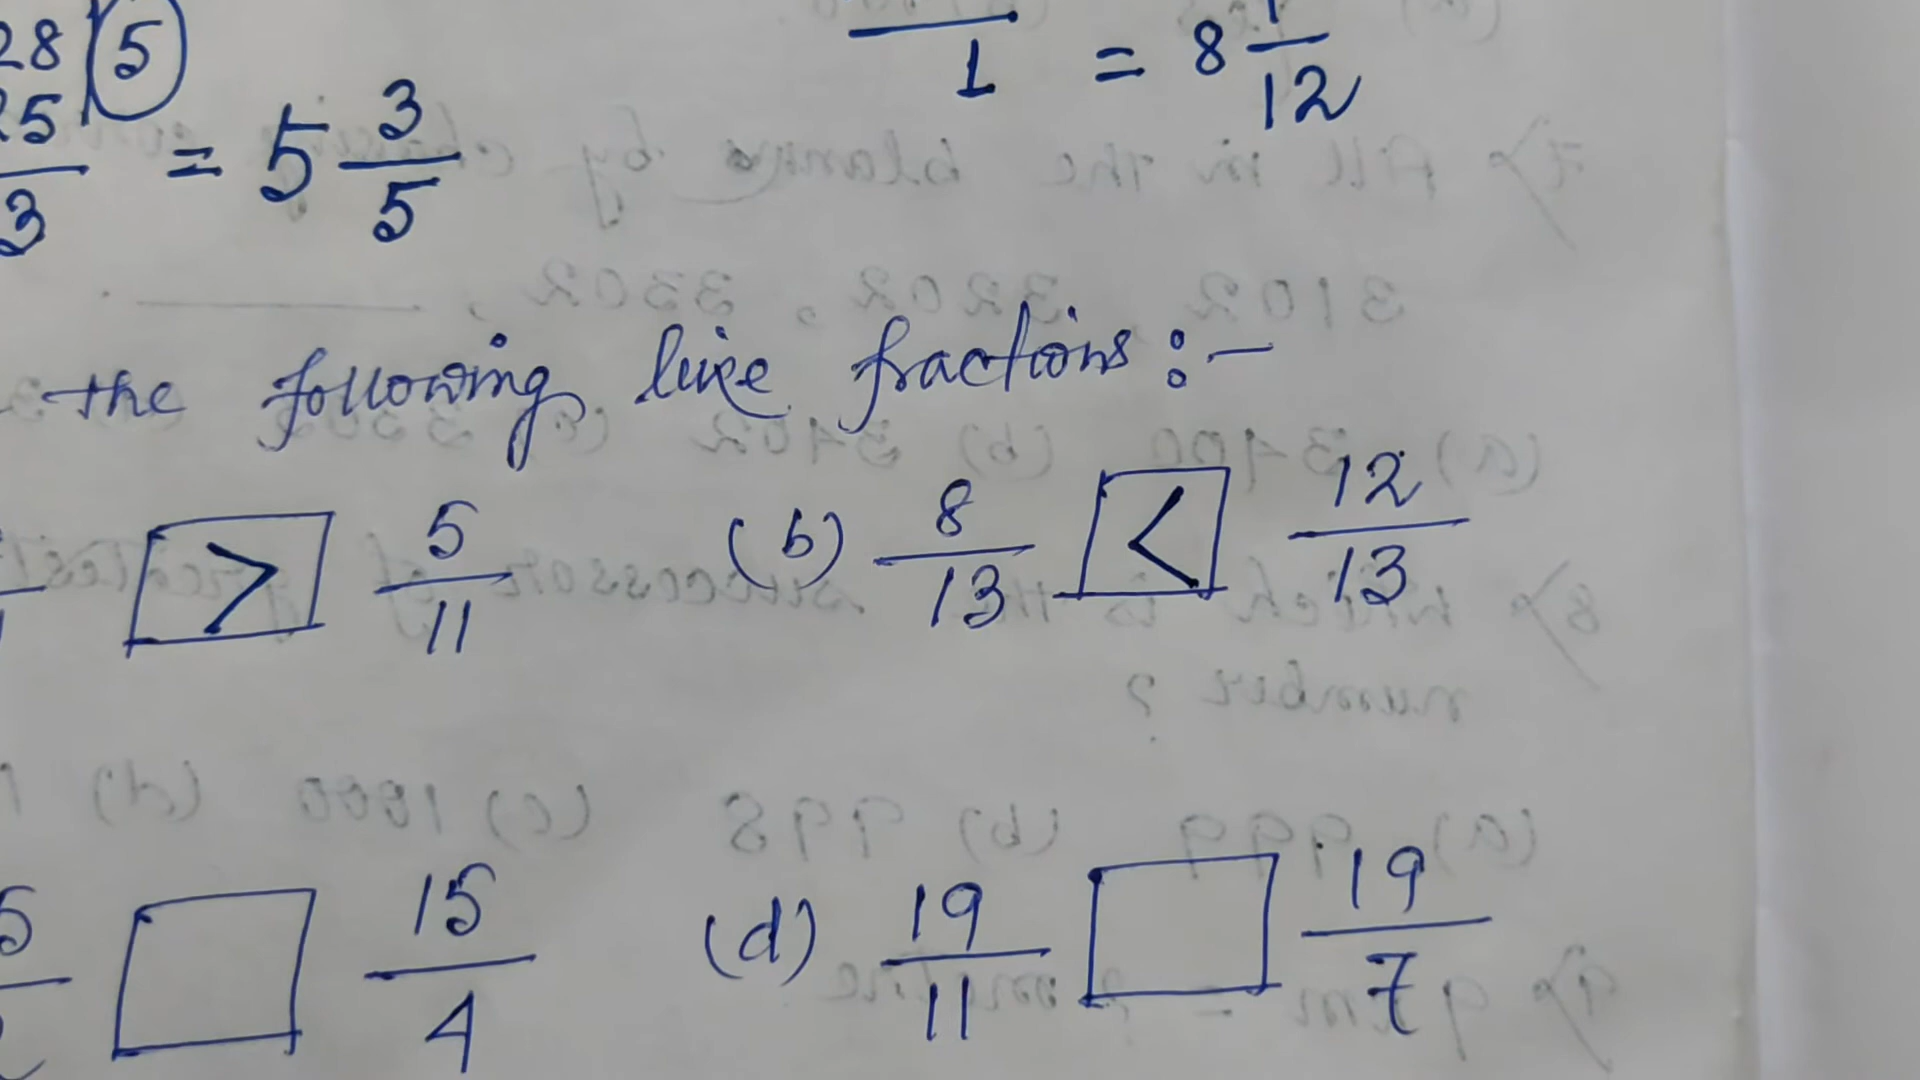 28 5
25
3 = 5 3/5
1 = 8 1/12
the following like fractions :-
> 5/11 (b) 8/13 < 12/13
5 15/4 (d) 19/11 19/7